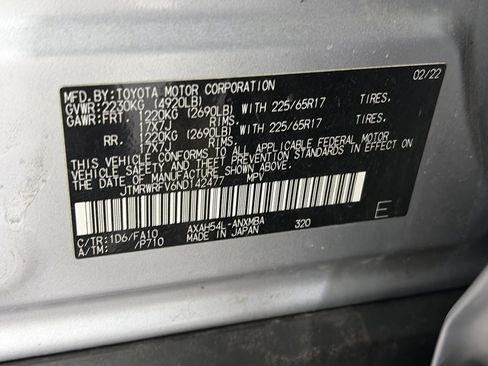 MFD.BY:TOYOTA MOTOR CORPORATION 02/22
GVWR:2230KG (4920LB)
GAWR:FRT. 1220KG (2690LB) WITH 225/65R17 TIRES.
17X7J RIMS.
RR. 1220KG (2690LB) WITH 225/65R17 TIRES.
17X7J RIMS.
THIS VEHICLE CONFORMS TO ALL APPLICABLE FEDERAL MOTOR
VEHICLE SAFETY AND THEFT PREVENTION STANDARDS IN EFFECT ON
THE DATE OF MANUFACTURE SHOWN ABOVE.
JTMRWRFV6ND142477 MPV
E
C/TR:1D6/FA10 AXAH54L-ANXMBA
A/TM: /P710 MADE IN JAPAN 320